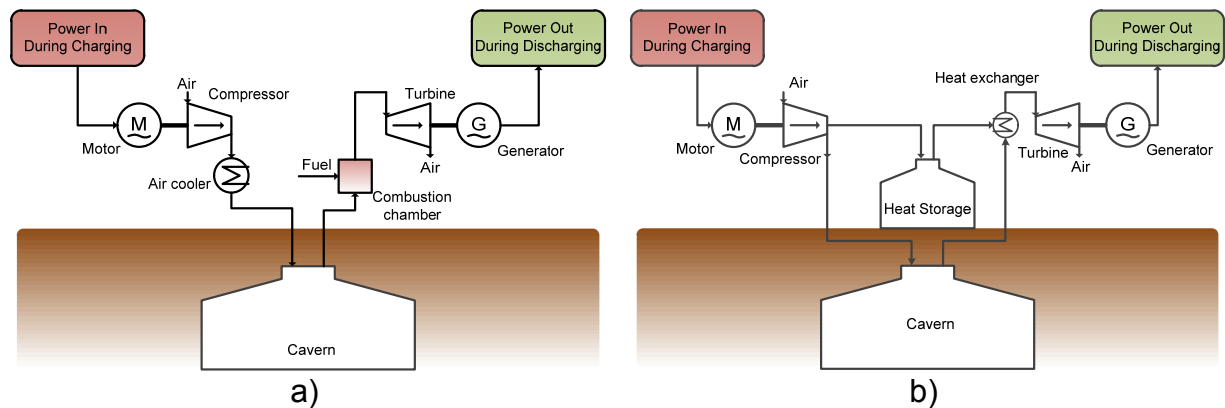 Power In
During Charging
Power Out
During Discharging
Air
Compressor
Turbine
M
G
Motor
Generator
Air
Fuel
Air cooler
Combustion
chamber
Cavern
a)
Power In
During Charging
Power Out
During Discharging
Air
Heat exchanger
M
G
Motor
Compressor
Turbine
Generator
Air
Heat Storage
Cavern
b)